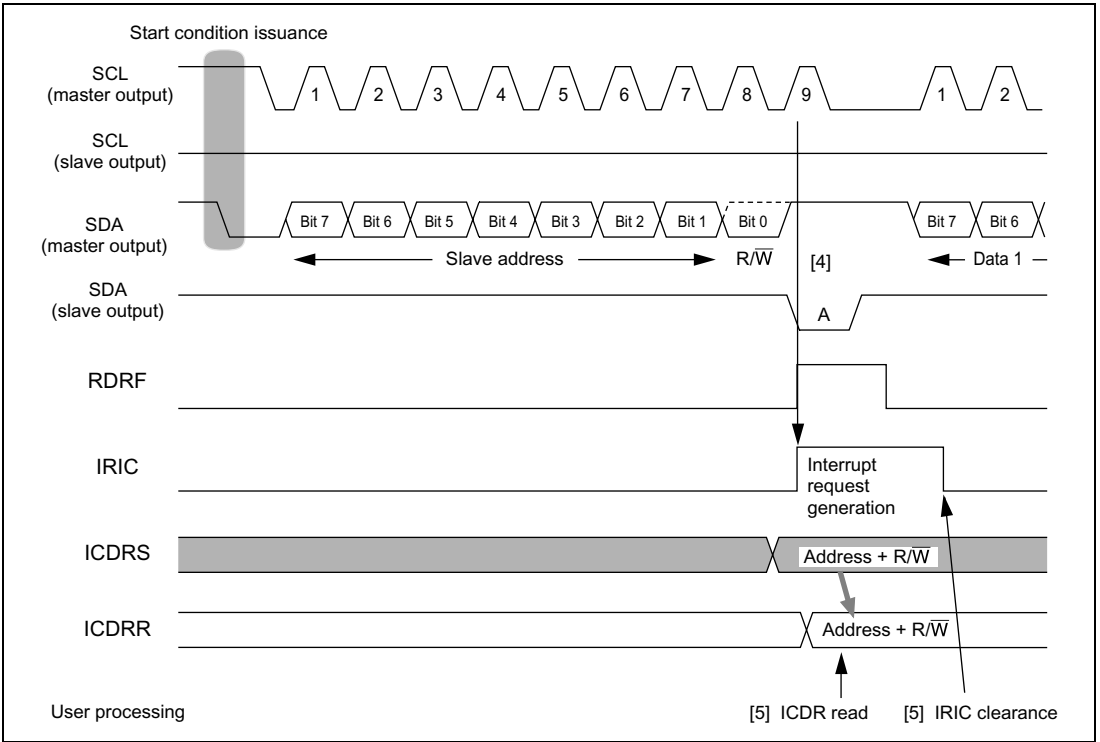 Start condition issuance
SCL
(master output)
1 2 3 4 5 6 7 8 9 1 2
SCL
(slave output)
SDA
(master output)
Bit 7 Bit 6 Bit 5 Bit 4 Bit 3 Bit 2 Bit 1 Bit 0 Bit 7 Bit 6
Slave address R/W̅ [4] Data 1
SDA
(slave output)
A
RDRF
IRIC
Interrupt
request
generation
ICDRS
Address + R/W̅
ICDRR
Address + R/W̅
User processing
[5] ICDR read
[5] IRIC clearance